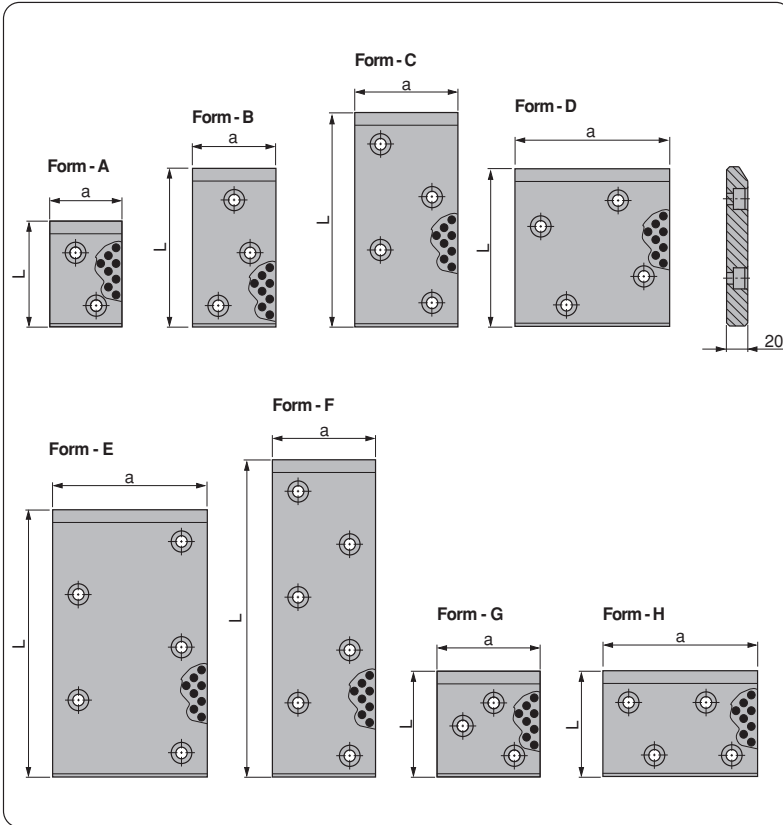 Form - A
a
L
Form - B
a
L
Form - C
a
L
Form - D
a
L
20
Form - E
a
L
Form - F
a
L
Form - G
a
L
Form - H
a
L